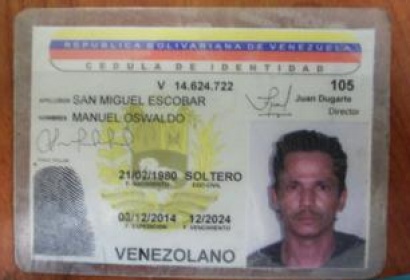 REPUBLICA BOLIVARIANA DE VENEZUELA
CEDULA DE IDENTIDAD
V 14.624.722
105
APELLIDOS SAN MIGUEL ESCOBAR
Juan Dugarte
Director
NOMBRES MANUEL OSWALDO
21/02/1980 SOLTERO
F. NACIMIENTO EDO CIVIL
03/12/2014 12/2024
F. EXPEDICION F. VENCIMIENTO
VENEZOLANO